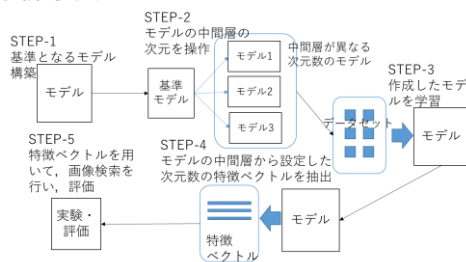 STEP-1
基準となるモデル
構築
モデル
STEP-2
モデルの中間層の
次元を操作
基準
モデル
モデル1
モデル2
モデル3
中間層が異なる
次元数のモデル
データセット
STEP-3
作成したモデ
ルを学習
モデル
STEP-4
モデルの中間層から設定した
次元数の特徴ベクトルを抽出
モデル
特徴
ベクトル
STEP-5
特徴ベクトルを用
いて，画像検索を
行い，評価
実験・
評価